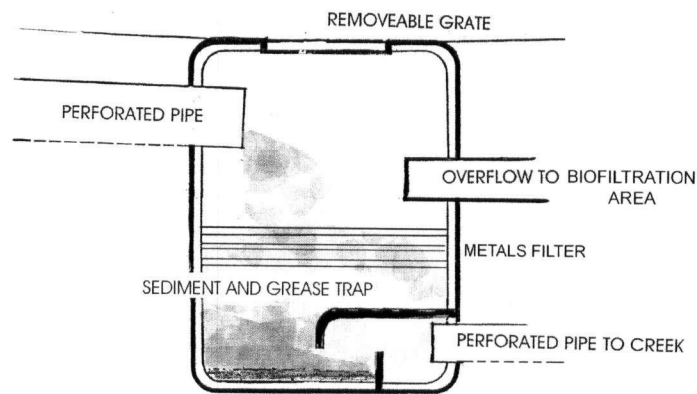 REMOVEABLE GRATE
PERFORATED PIPE
OVERFLOW TO BIOFILTRATION
AREA
METALS FILTER
SEDIMENT AND GREASE TRAP
PERFORATED PIPE TO CREEK